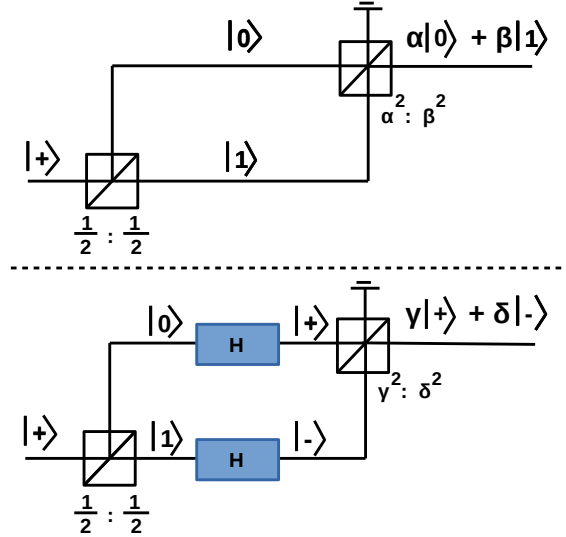 |0⟩
α|0⟩ + β|1⟩
α²: β²
|+⟩
|1⟩
1/2 : 1/2
γ|+⟩ + δ|-⟩
|0⟩
H
|+⟩
γ²: δ²
|+⟩
|1⟩
H
|-⟩
1/2 : 1/2